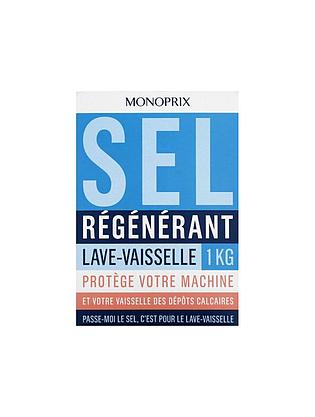 MONOPRIX
SEL
RÉGÉNÉRANT
LAVE-VAISSELLE 1 KG
PROTÈGE VOTRE MACHINE
ET VOTRE VAISSELLE DES DÉPÔTS CALCAIRES
PASSE-MOI LE SEL, C'EST POUR LE LAVE-VAISSELLE